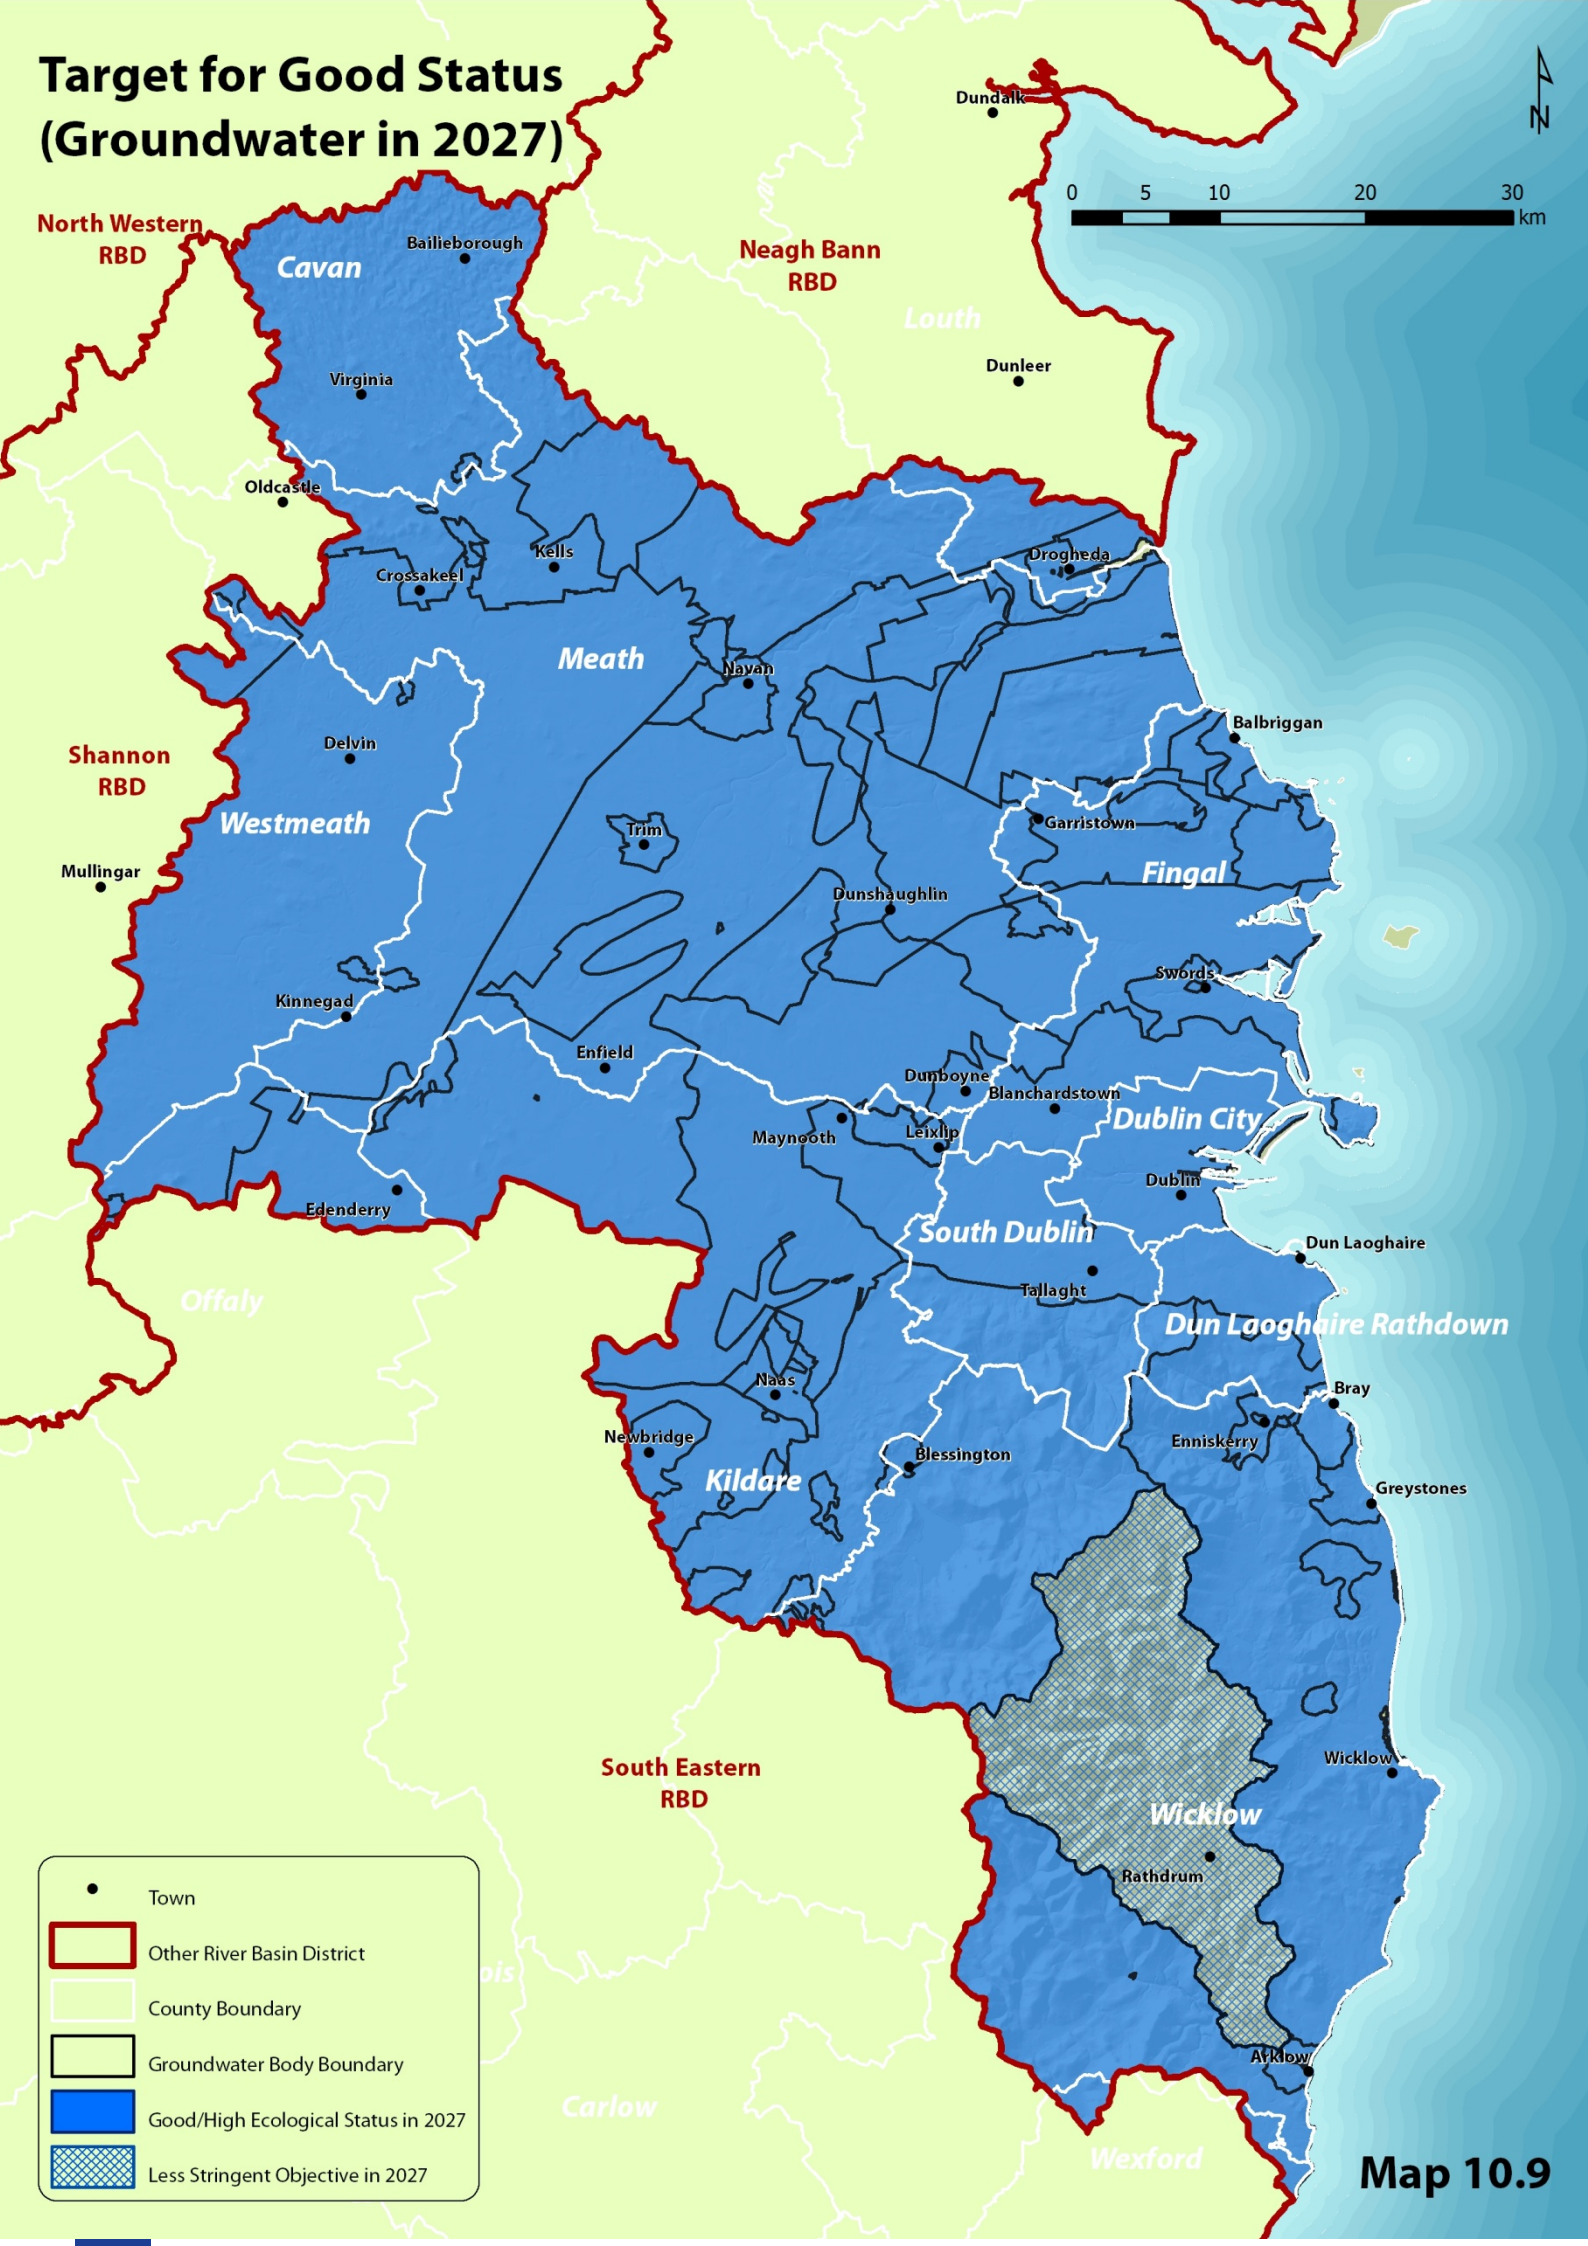 Target for Good Status
(Groundwater in 2027)
N
0 5 10 20 30
km
Dundalk
North Western
RBD
Bailieborough
Cavan
Neagh Bann
RBD
Louth
Dunleer
Virginia
Oldcastle
Kells
Drogheda
Crossakeel
Meath
Navan
Balbriggan
Delvin
Shannon
RBD
Westmeath
Trim
Garristown
Mullingar
Fingal
Dunshaughlin
Swords
Kinnegad
Enfield
Dunboyne
Blanchardstown
Dublin City
Maynooth
Leixlip
Dublin
Edenderry
South Dublin
Dun Laoghaire
Tallaght
Offaly
Dun Laoghaire Rathdown
Naas
Bray
Newbridge
Enniskerry
Blessington
Kildare
Greystones
South Eastern
RBD
Wicklow
Wicklow
Rathdrum
Town
Other River Basin District
County Boundary
Groundwater Body Boundary
Good/High Ecological Status in 2027
Less Stringent Objective in 2027
ois
Arklow
Carlow
Wexford
Map 10.9